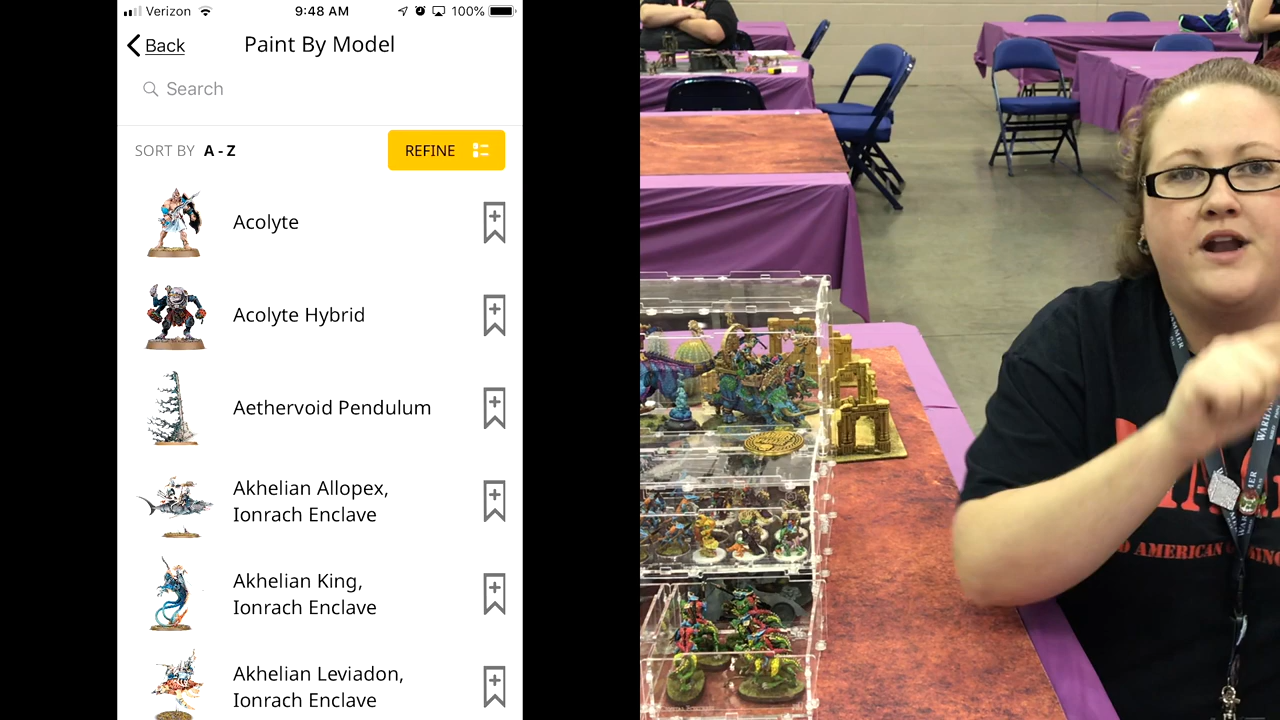 Verizon 9:48 AM 100%
Back Paint By Model
Search
SORT BY A - Z REFINE
Acolyte
Acolyte Hybrid
Aethervoid Pendulum
Akhelian Allopex,
Ionrach Enclave
Akhelian King,
Ionrach Enclave
Akhelian Leviadon,
Ionrach Enclave
AMERICAN